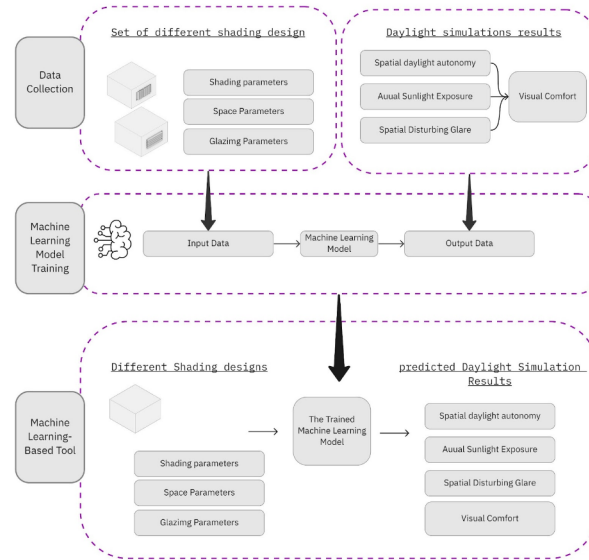 Set of different shading design
Daylight simulations results
Data
Collection
Shading parameters
Space Parameters
Glazimg Parameters
Spatial daylight autonomy
Auual Sunlight Exposure
Spatial Disturbing Glare
Visual Comfort
Machine
Learning
Model
Training
Input Data
Machine Learning
Model
Output Data
Different Shading designs
predicted Daylight Simulation
Results
Machine
Learning-
Based Tool
The Trained
Machine Learning
Model
Shading parameters
Space Parameters
Glazimg Parameters
Spatial daylight autonomy
Auual Sunlight Exposure
Spatial Disturbing Glare
Visual Comfort